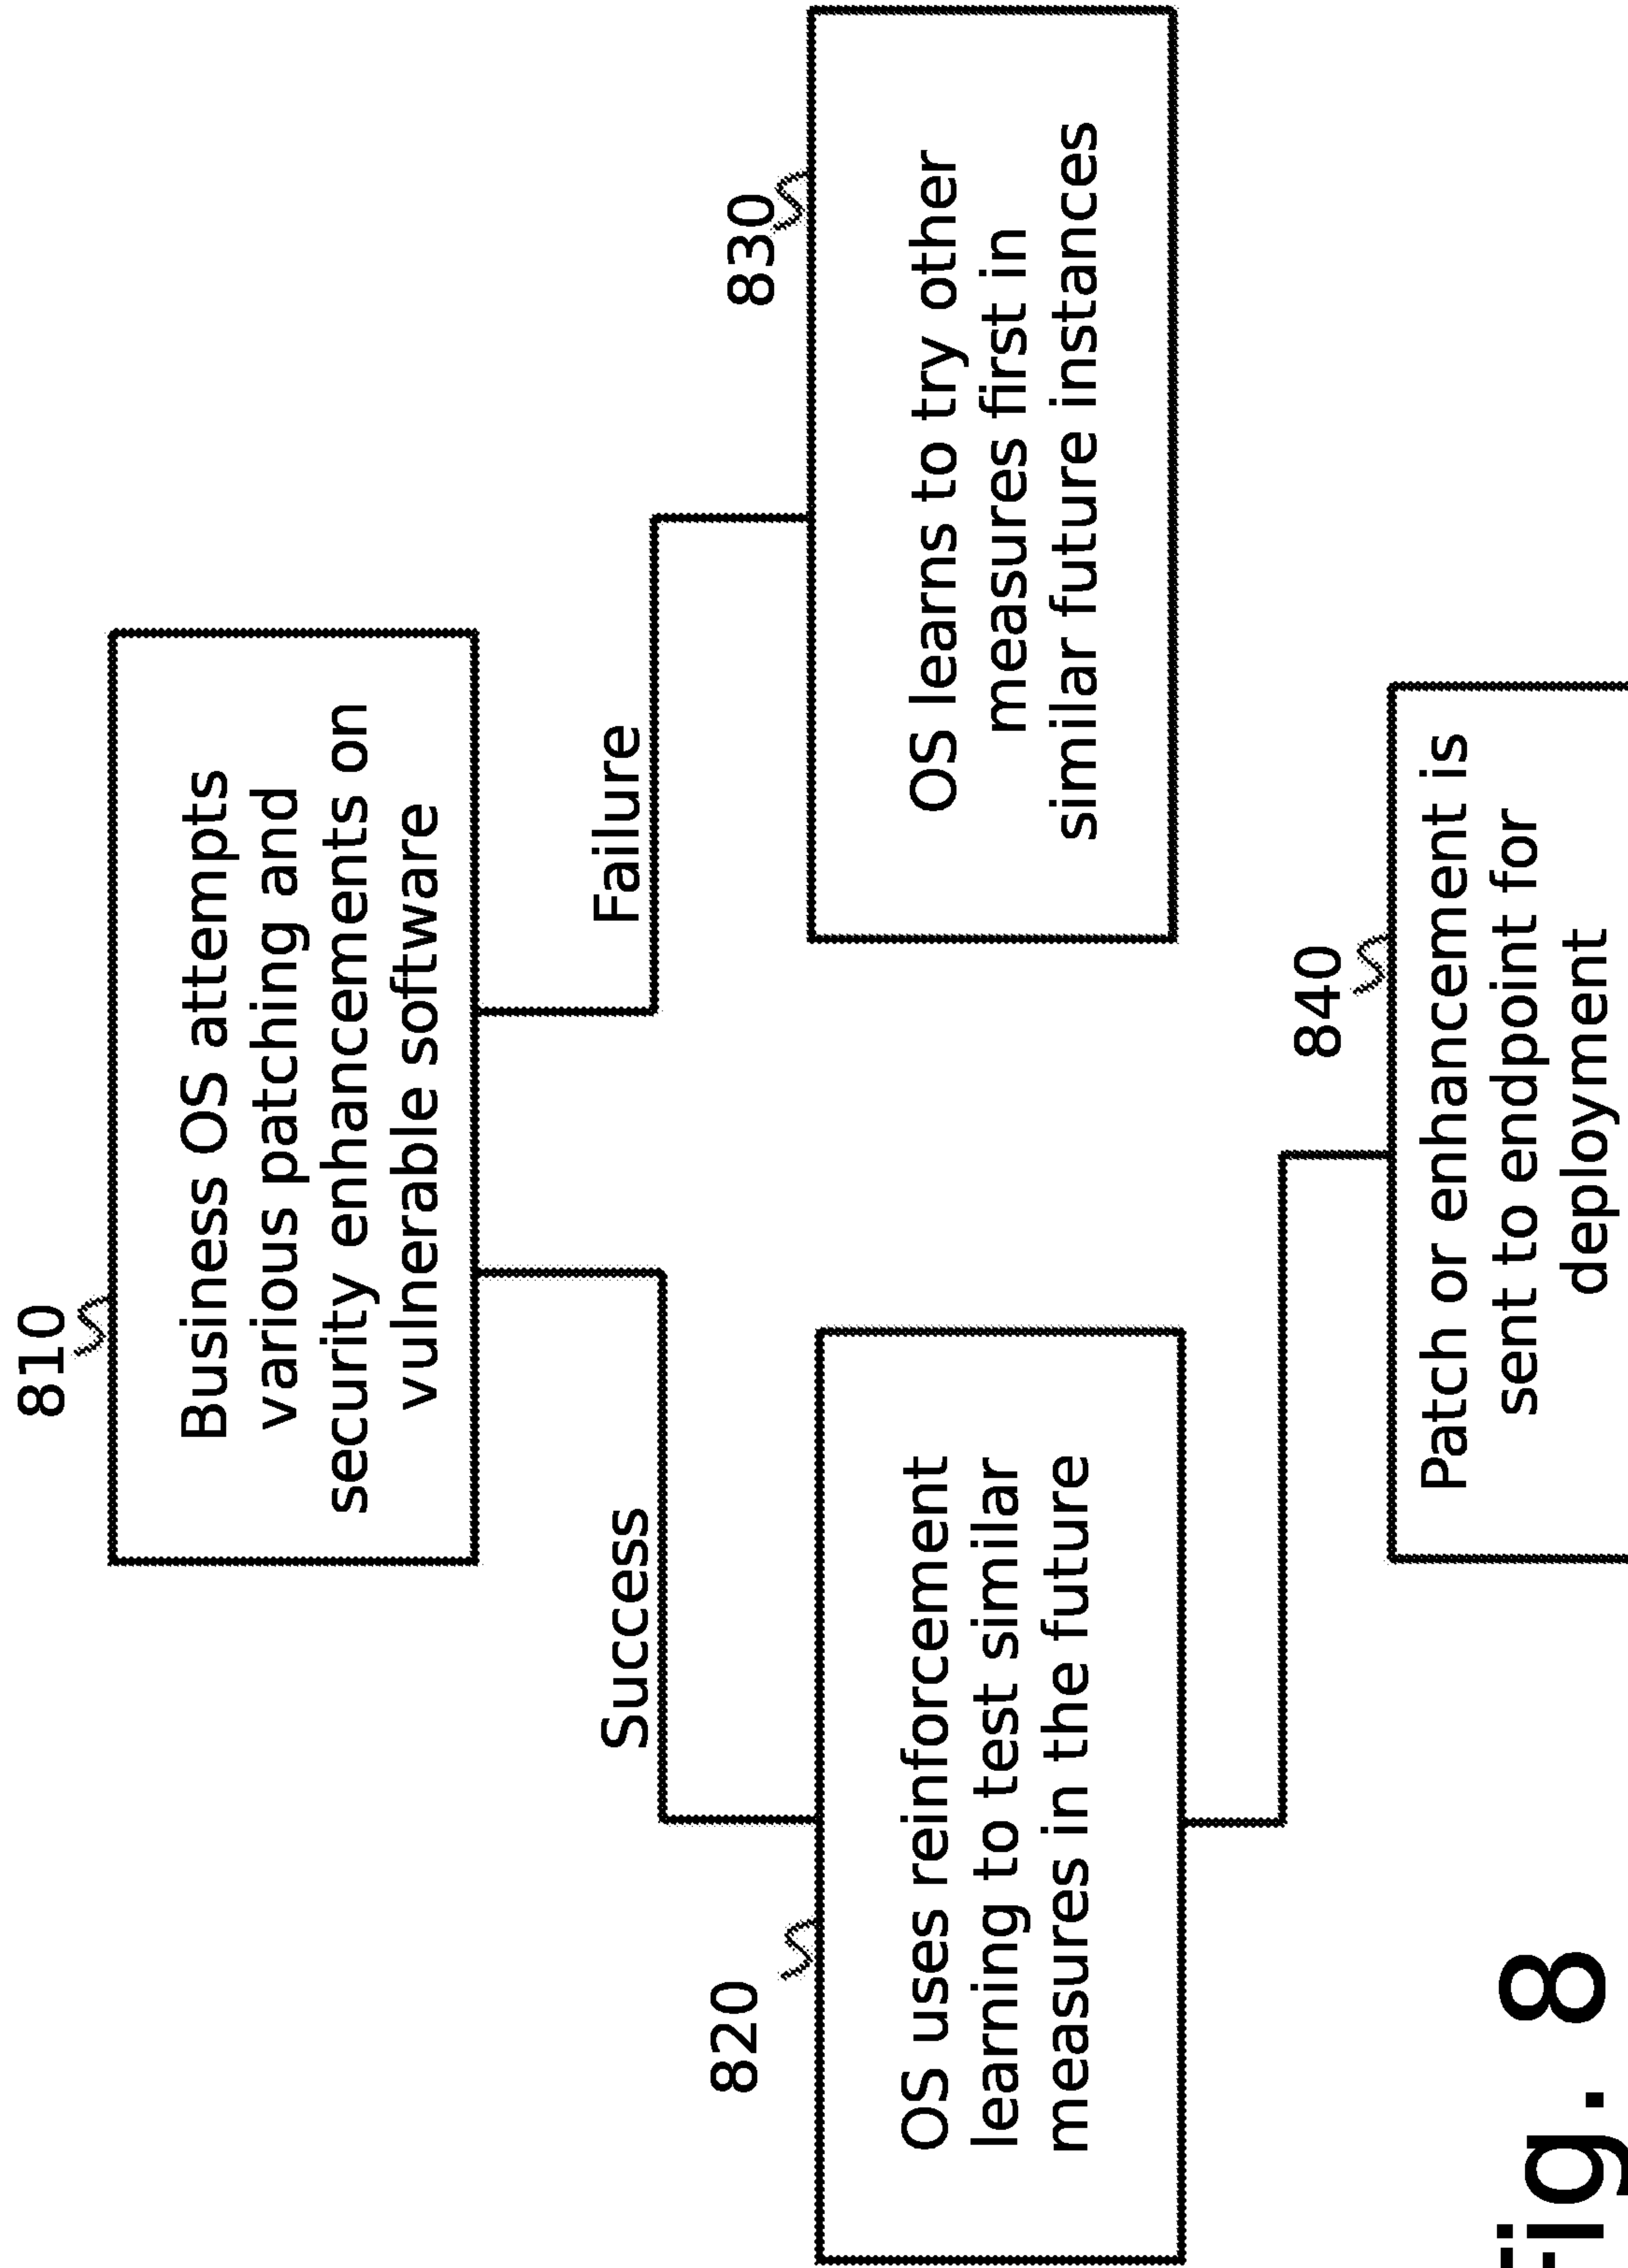 810
Business OS attempts
various patching and
security enhancements on
vulnerable software
Success
Failure
820
OS uses reinforcement
learning to test similar
measures in the future
830
OS learns to try other
measures first in
similar future instances
840
Patch or enhancement is
sent to endpoint for
deployment
Fig. 8